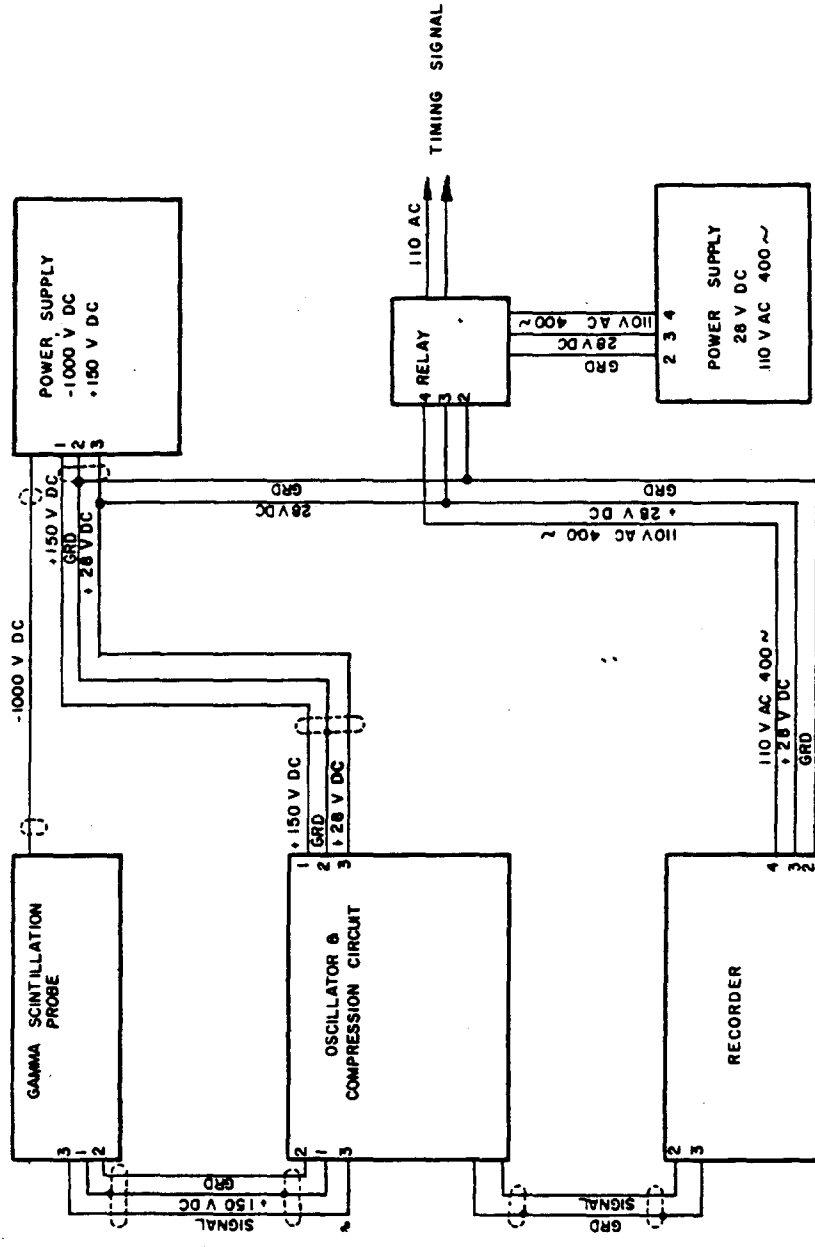 POWER SUPPLY
-1000 V DC
+150 V DC
1
2
3
-1000 V DC
+150 V DC
GRD
+ 28 V DC
GAMMA SCINTILLATION
PROBE
3
1
2
SIGNAL
+150 V DC
GRD
OSCILLATOR &
COMPRESSION CIRCUIT
+ 150 V DC
GRD
+ 28 V DC
1
2
3
2
1
3
SIGNAL
GRD
RECORDER
2
3
4
3
2
110 V AC 400~
+ 28 V DC
GRD
28 V DC
GRD
110V AC 400 ~
+ 28 V DC
GRD
RELAY
4
3
2
110 AC
TIMING SIGNAL
GRD
28 V DC
110V AC 400 ~
2 3 4
POWER SUPPLY
28 V DC
110 V AC 400 ~